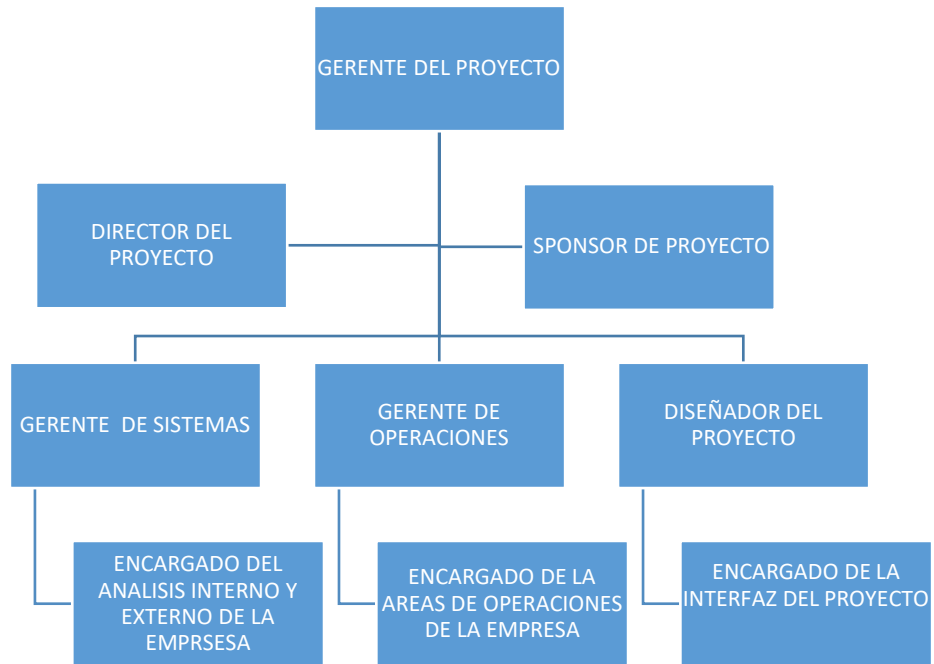 GERENTE DEL PROYECTO
DIRECTOR DEL
PROYECTO
SPONSOR DE PROYECTO
GERENTE DE SISTEMAS
GERENTE DE
OPERACIONES
DISEÑADOR DEL
PROYECTO
ENCARGADO DEL
ANALISIS INTERNO Y
EXTERNO DE LA
EMPRSESA
ENCARGADO DE LA
AREAS DE OPERACIONES
DE LA EMPRESA
ENCARGADO DE LA
INTERFAZ DEL PROYECTO